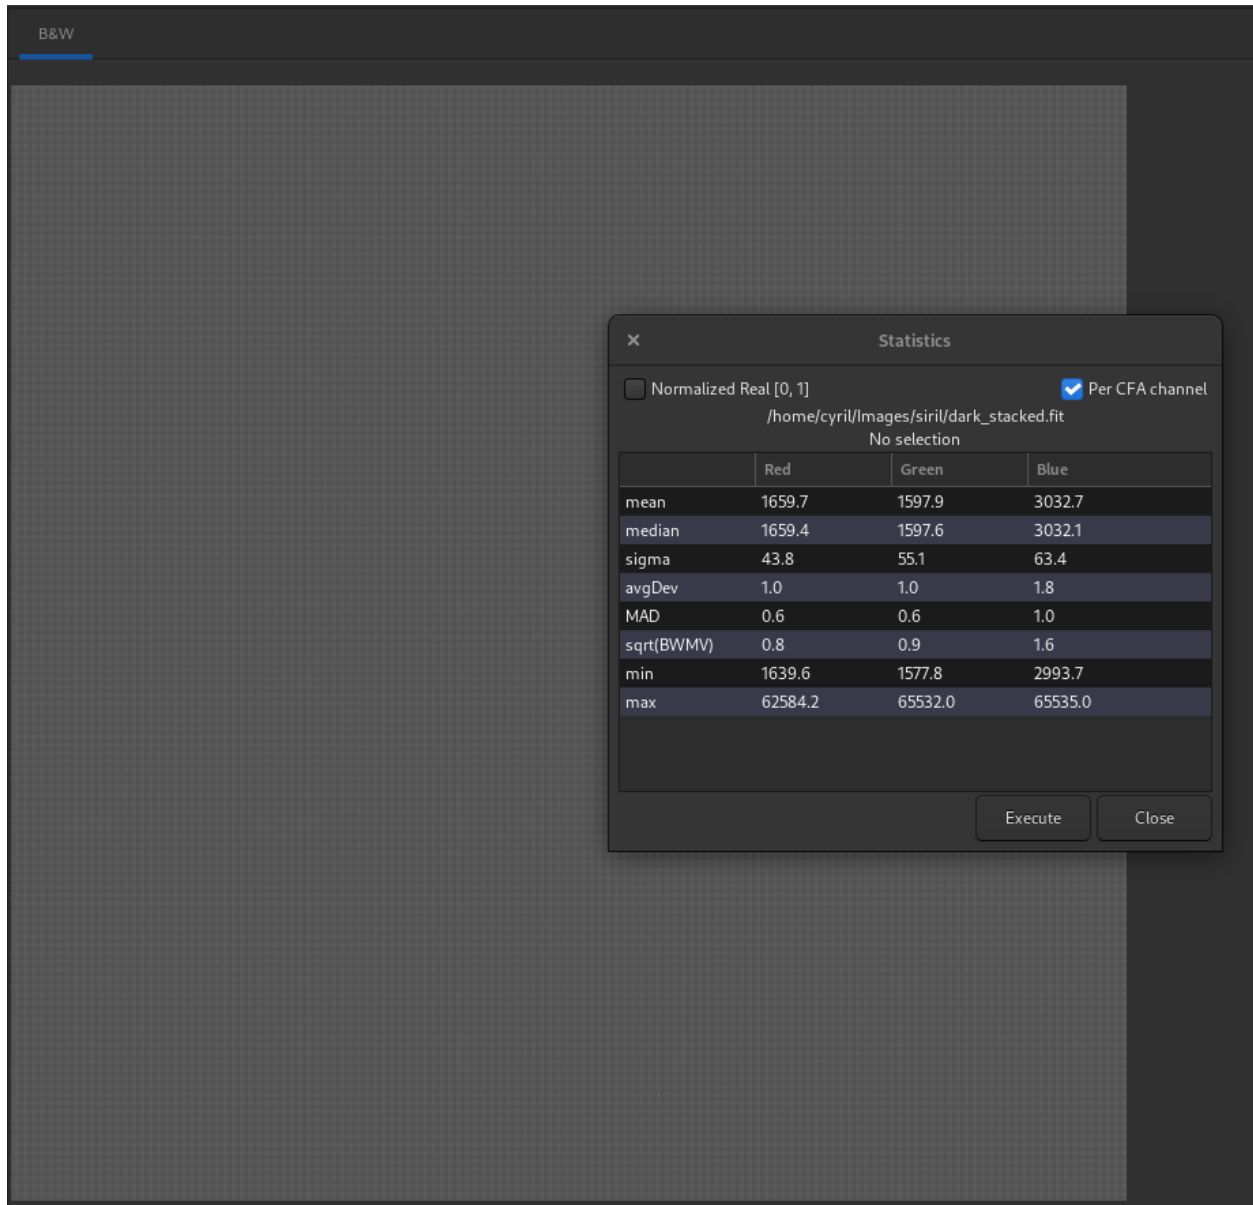 B&W
Statistics
Normalized Real [0, 1] Per CFA channel
/home/cyril/Images/siril/dark_stacked.fit
No selection
Red Green Blue
mean 1659.7 1597.9 3032.7
median 1659.4 1597.6 3032.1
sigma 43.8 55.1 63.4
avgDev 1.0 1.0 1.8
MAD 0.6 0.6 1.0
sqrt(BWMV) 0.8 0.9 1.6
min 1639.6 1577.8 2993.7
max 62584.2 65532.0 65535.0
Execute Close